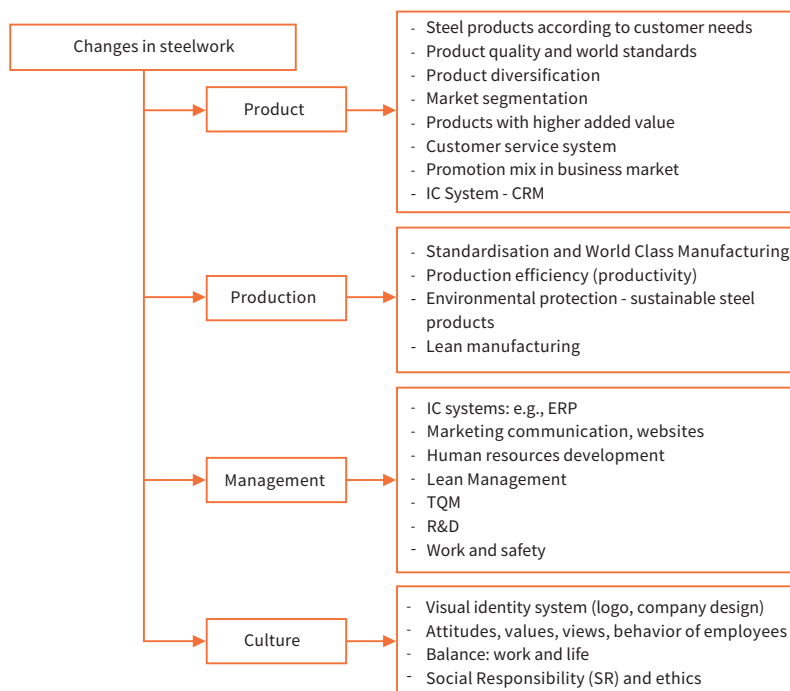 Changes in steelwork
Product
- Steel products according to customer needs
- Product quality and world standards
- Product diversification
- Market segmentation
- Products with higher added value
- Customer service system
- Promotion mix in business market
- IC System - CRM
Production
- Standardisation and World Class Manufacturing
- Production efficiency (productivity)
- Environmental protection - sustainable steel
products
- Lean manufacturing
Management
- IC systems: e.g., ERP
- Marketing communication, websites
- Human resources development
- Lean Management
- TQM
- R&D
- Work and safety
Culture
- Visual identity system (logo, company design)
- Attitudes, values, views, behavior of employees
- Balance: work and life
- Social Responsibility (SR) and ethics